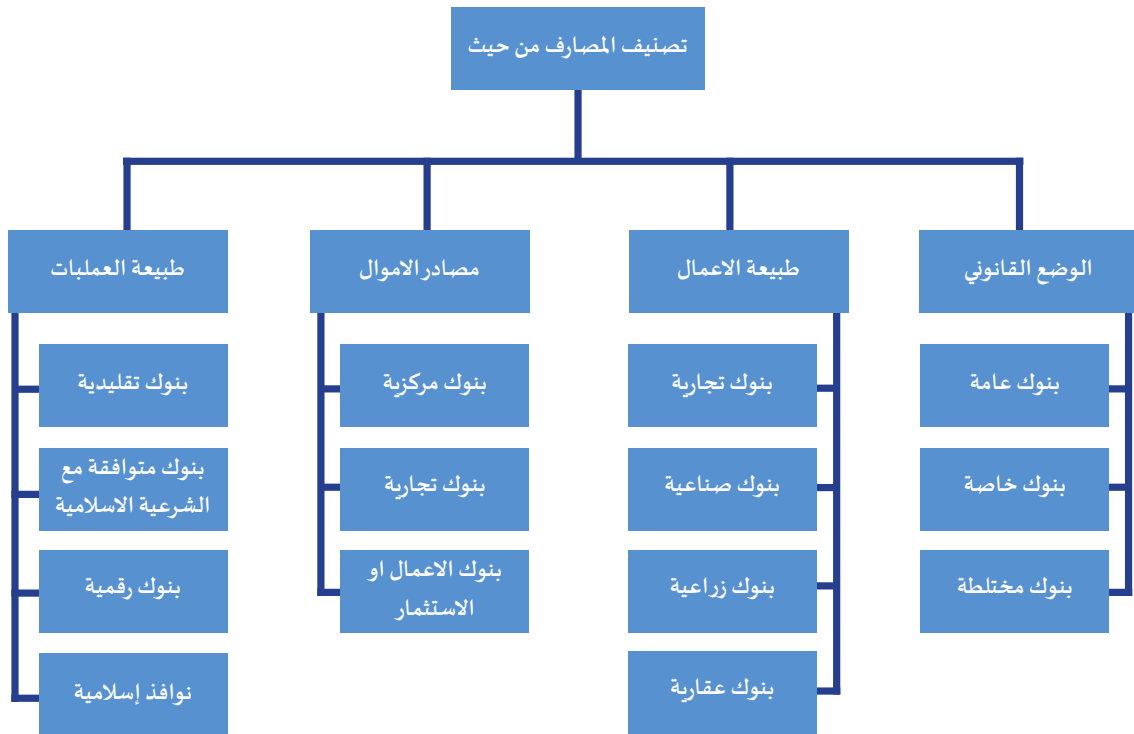 تصنيف المصارف من حيث
الوضع القانوني
بنوك عامة
بنوك خاصة
بنوك مختلطة
طبيعة الاعمال
بنوك تجارية
بنوك صناعية
بنوك زراعية
بنوك عقارية
مصادر الاموال
بنوك مركزية
بنوك تجارية
بنوك الاعمال او
الاستثمار
طبيعة العملبات
بنوك تقليدية
بنوك متوافقة مع
الشرعية الاسلامية
بنوك رقمية
نوافذ إسلامية